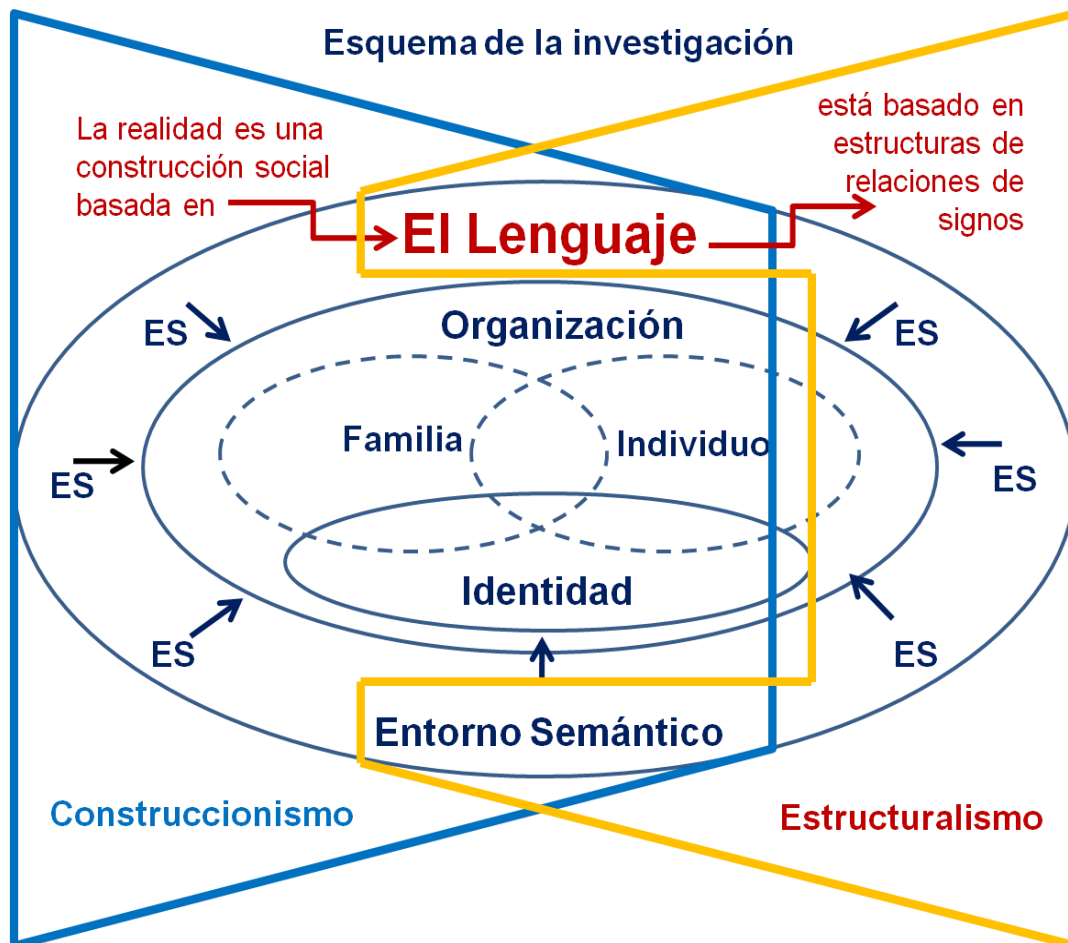 Esquema de la investigación
La realidad es una
construcción social
basada en
está basado en
estructuras de
relaciones de
signos
El Lenguaje
ES
Organización
ES
Familia
Individuo
ES
ES
Identidad
ES
ES
Entorno Semántico
Construccionismo
Estructuralismo